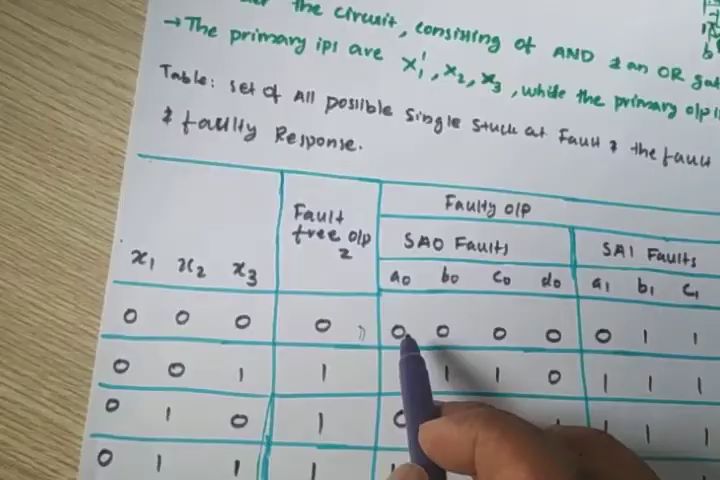 the circuit, consisting of AND & an OR gat
→ The primary ips are x1', x2, x3, while the primary o/p i
Table: set of All possible single stuck at Fault & the fault
& faulty Response.
Fault free o/p z
Faulty o/p
SA0 Faults
SA1 Faults
x1 x2 x3
a0 b0 c0 d0 a1 b1 c1
0 0 0 0 0 0 0 0 0 1 1
0 0 1 1 1 1 0 1 1 1
0 1 0 1 0 1 1 1
0 1 1 1